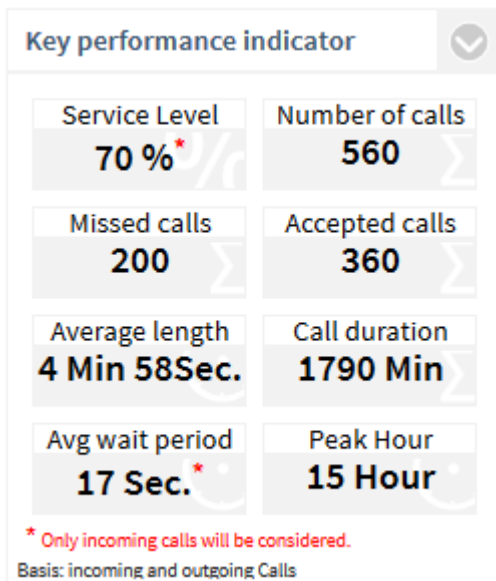 Key performance indicator
Service Level Number of calls
70 %* 560
Missed calls Accepted calls
200 360
Average length Call duration
4 Min 58Sec. 1790 Min
Avg wait period Peak Hour
17 Sec.* 15 Hour
* Only incoming calls will be considered.
Basis: incoming and outgoing Calls